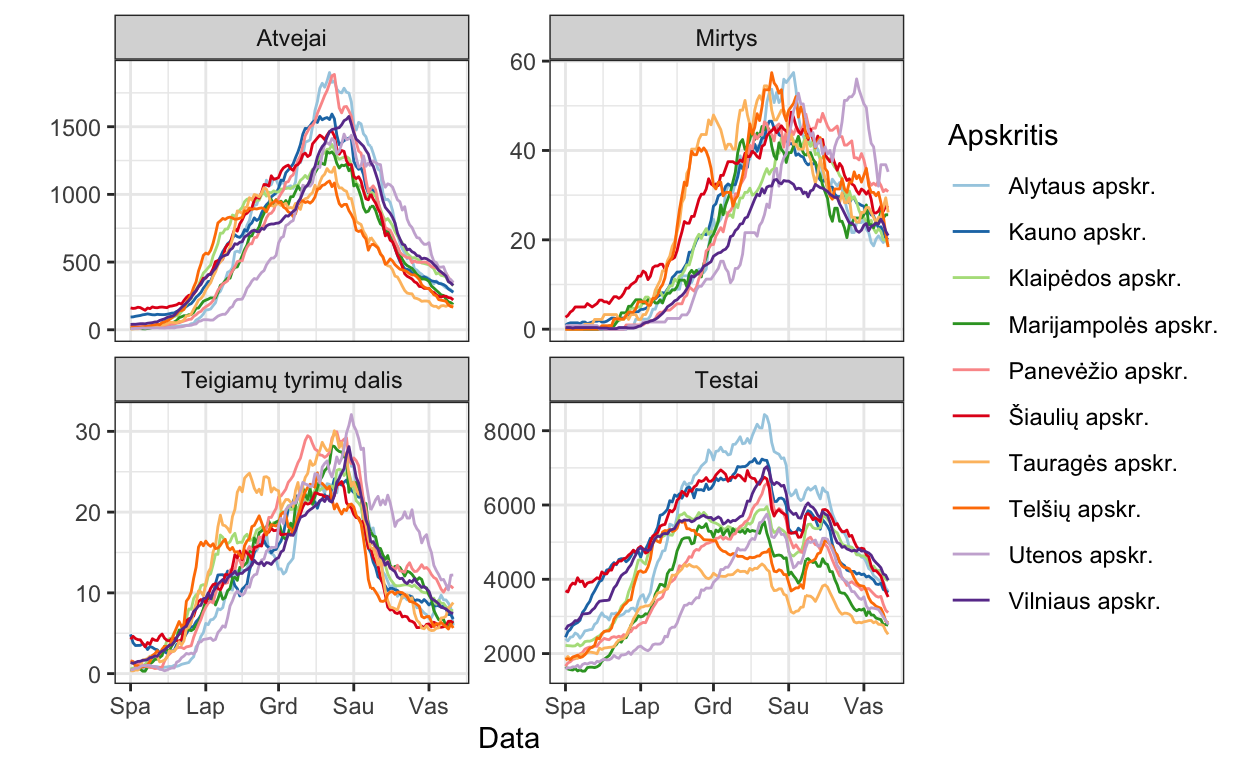 Atvejai
Mirtys
1500
1000
500
0
60
40
20
0
Teigiamų tyrimų dalis
Testai
30
20
10
0
8000
6000
4000
2000
Spa Lap Grd Sau Vas
Spa Lap Grd Sau Vas
Data
Apskritis
Alytaus apskr.
Kauno apskr.
Klaipėdos apskr.
Marijampolės apskr.
Panevėžio apskr.
Šiaulių apskr.
Tauragės apskr.
Telšių apskr.
Utenos apskr.
Vilniaus apskr.